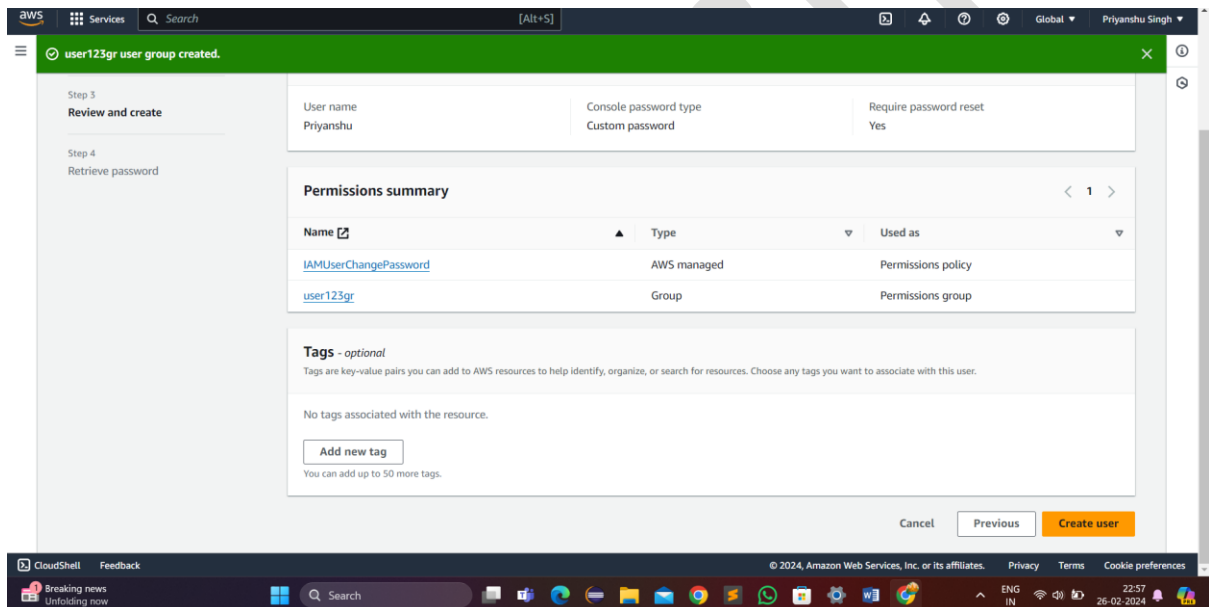 aws
Services
Search
[Alt+S]
Global ▼
Priyanshu Singh ▼
user123gr user group created.
Step 3
Review and create
Step 4
Retrieve password
User name
Priyanshu
Console password type
Custom password
Require password reset
Yes
Permissions summary
< 1 >
Name
Type
Used as
IAMUserChangePassword
AWS managed
Permissions policy
user123gr
Group
Permissions group
Tags - optional
Tags are key-value pairs you can add to AWS resources to help identify, organize, or search for resources. Choose any tags you want to associate with this user.
No tags associated with the resource.
Add new tag
You can add up to 50 more tags.
Cancel
Previous
Create user
CloudShell
Feedback
© 2024, Amazon Web Services, Inc. or its affiliates.
Privacy
Terms
Cookie preferences
1
Breaking news
Unfolding now
Search
ENG
IN
22:57
26-02-2024